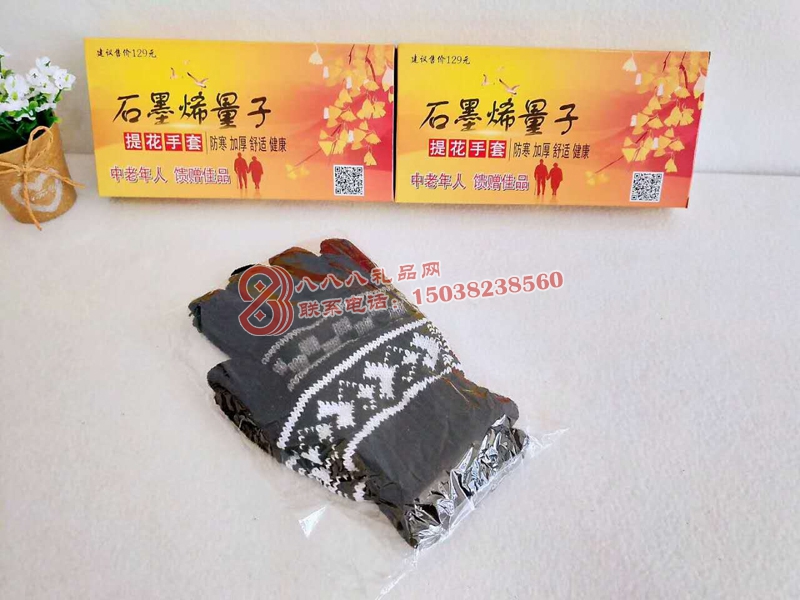 建议售价129元
石墨烯量子
提花手套 防寒 加厚 舒适 健康
中老年人 馈赠佳品
建议售价129元
石墨烯量子
提花手套 防寒 加厚 舒适 健康
中老年人 馈赠佳品
八八八礼品网
联系电话：15038238560